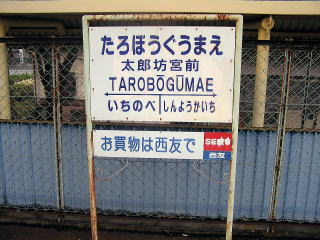 たろぼうぐうまえ
太郎坊宮前
TAROBŌGŪMAE
いちのべ しんようかいち
お買物は西友で
SEIYU
西友